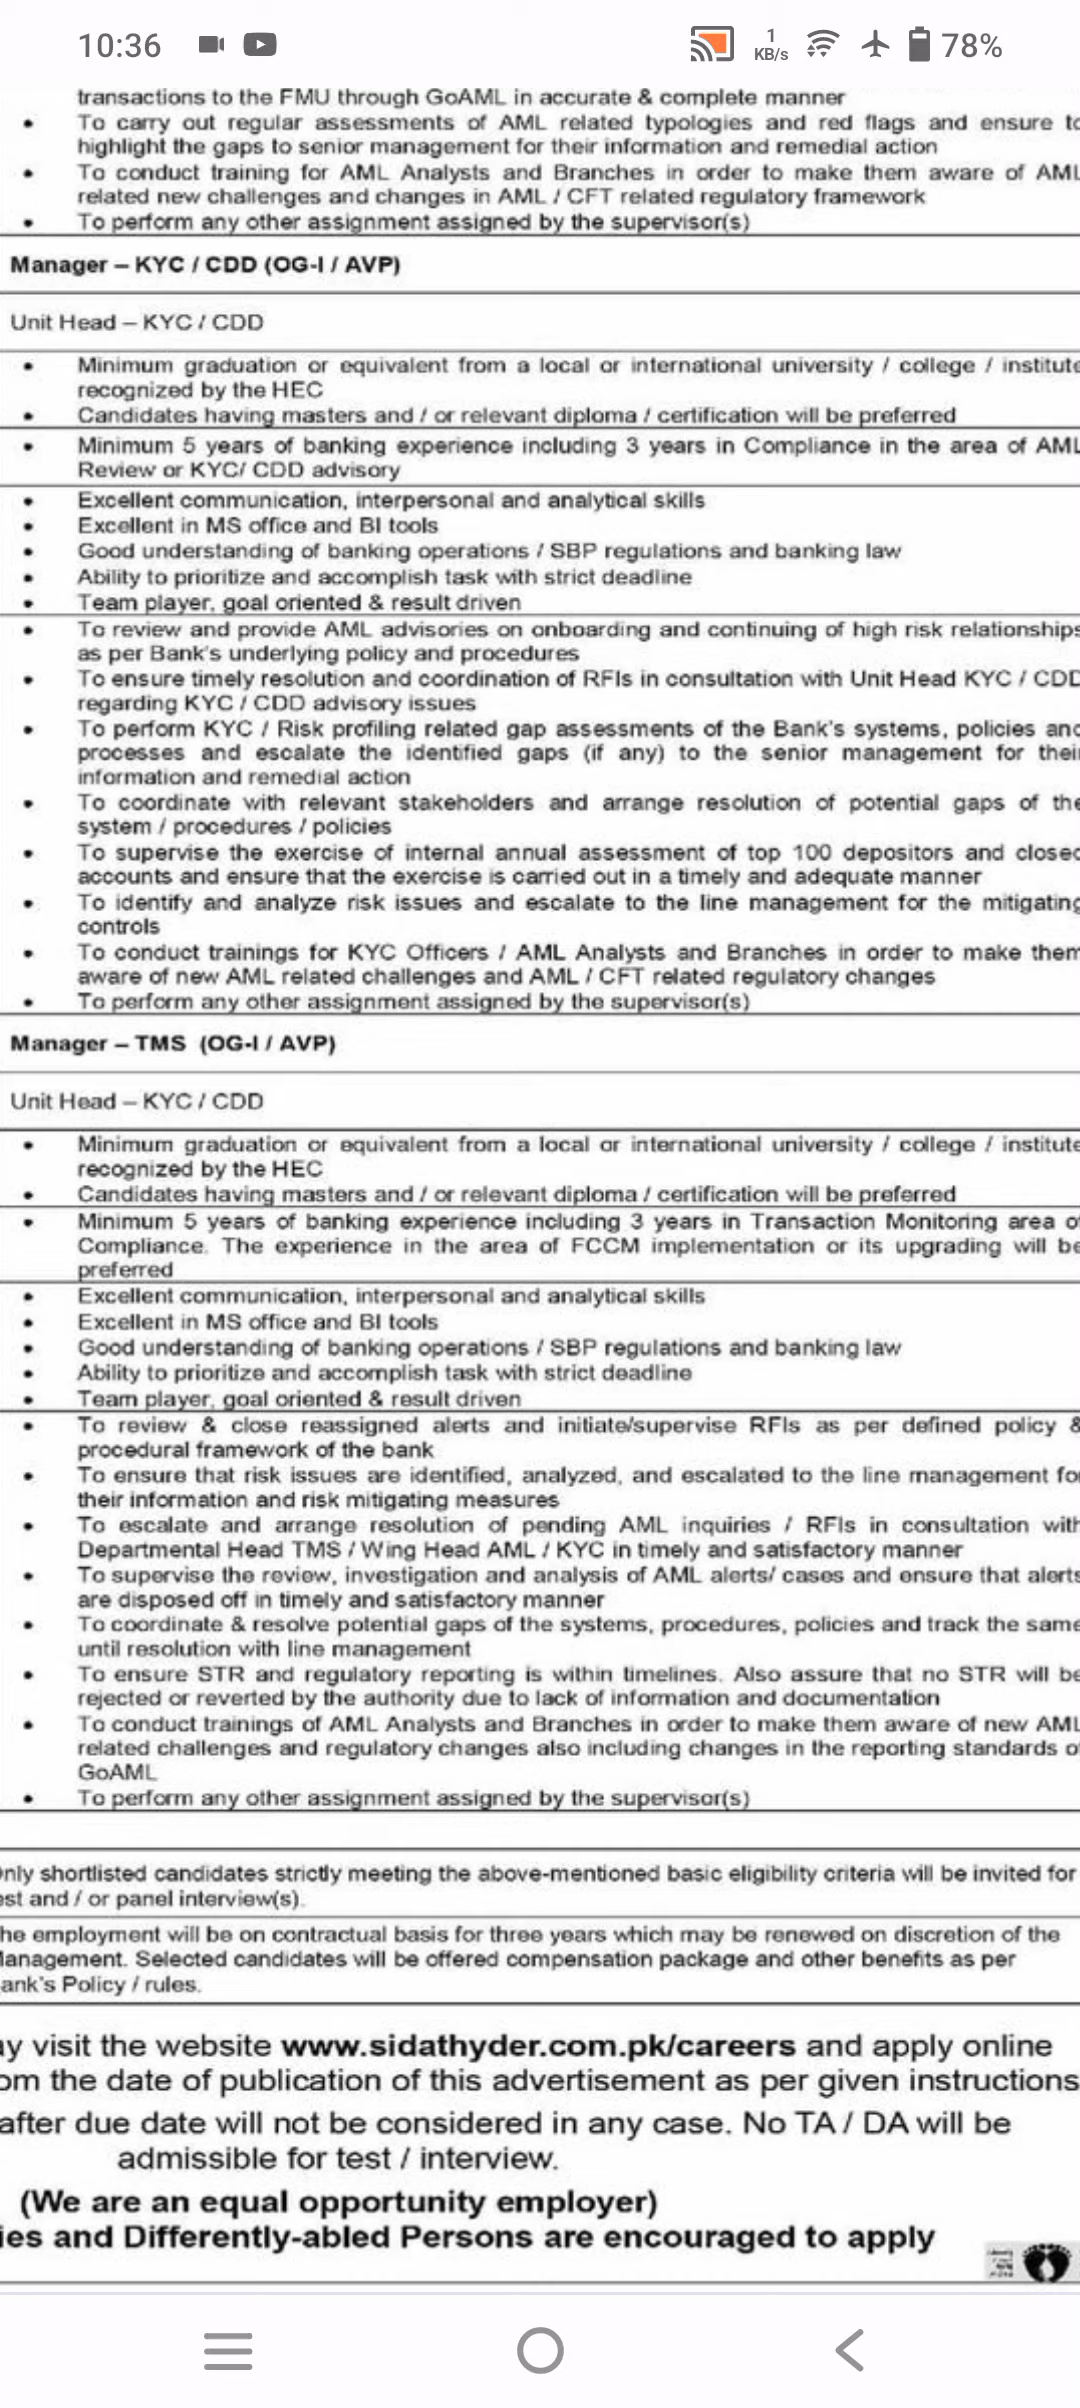 10:36
1
KB/s
78%
transactions to the FMU through GoAML in accurate & complete manner
• To carry out regular assessments of AML related typologies and red flags and ensure to
highlight the gaps to senior management for their information and remedial action
• To conduct training for AML Analysts and Branches in order to make them aware of AML
related new challenges and changes in AML / CFT related regulatory framework
• To perform any other assignment assigned by the supervisor(s)
Manager – KYC / CDD (OG-I / AVP)
Unit Head – KYC / CDD
• Minimum graduation or equivalent from a local or international university / college / institute
recognized by the HEC
• Candidates having masters and / or relevant diploma / certification will be preferred
• Minimum 5 years of banking experience including 3 years in Compliance in the area of AML
Review or KYC/ CDD advisory
• Excellent communication, interpersonal and analytical skills
• Excellent in MS office and BI tools
• Good understanding of banking operations / SBP regulations and banking law
• Ability to prioritize and accomplish task with strict deadline
• Team player, goal oriented & result driven
• To review and provide AML advisories on onboarding and continuing of high risk relationships
as per Bank's underlying policy and procedures
• To ensure timely resolution and coordination of RFIs in consultation with Unit Head KYC / CDD
regarding KYC / CDD advisory issues
• To perform KYC / Risk profiling related gap assessments of the Bank's systems, policies and
processes and escalate the identified gaps (if any) to the senior management for their
information and remedial action
• To coordinate with relevant stakeholders and arrange resolution of potential gaps of the
system / procedures / policies
• To supervise the exercise of internal annual assessment of top 100 depositors and closed
accounts and ensure that the exercise is carried out in a timely and adequate manner
• To identify and analyze risk issues and escalate to the line management for the mitigating
controls
• To conduct trainings for KYC Officers / AML Analysts and Branches in order to make them
aware of new AML related challenges and AML / CFT related regulatory changes
• To perform any other assignment assigned by the supervisor(s)
Manager – TMS (OG-I / AVP)
Unit Head – KYC / CDD
• Minimum graduation or equivalent from a local or international university / college / institute
recognized by the HEC
• Candidates having masters and / or relevant diploma / certification will be preferred
• Minimum 5 years of banking experience including 3 years in Transaction Monitoring area of
Compliance. The experience in the area of FCCM implementation or its upgrading will be
preferred
• Excellent communication, interpersonal and analytical skills
• Excellent in MS office and BI tools
• Good understanding of banking operations / SBP regulations and banking law
• Ability to prioritize and accomplish task with strict deadline
• Team player, goal oriented & result driven
• To review & close reassigned alerts and initiate/supervise RFIs as per defined policy &
procedural framework of the bank
• To ensure that risk issues are identified, analyzed, and escalated to the line management for
their information and risk mitigating measures
• To escalate and arrange resolution of pending AML inquiries / RFIs in consultation with
Departmental Head TMS / Wing Head AML / KYC in timely and satisfactory manner
• To supervise the review, investigation and analysis of AML alerts/ cases and ensure that alerts
are disposed off in timely and satisfactory manner
• To coordinate & resolve potential gaps of the systems, procedures, policies and track the same
until resolution with line management
• To ensure STR and regulatory reporting is within timelines. Also assure that no STR will be
rejected or reverted by the authority due to lack of information and documentation
• To conduct trainings of AML Analysts and Branches in order to make them aware of new AML
related challenges and regulatory changes also including changes in the reporting standards of
GoAML
• To perform any other assignment assigned by the supervisor(s)
nly shortlisted candidates strictly meeting the above-mentioned basic eligibility criteria will be invited for
est and / or panel interview(s).
he employment will be on contractual basis for three years which may be renewed on discretion of the
lanagement. Selected candidates will be offered compensation package and other benefits as per
ank's Policy / rules.
ay visit the website www.sidathyder.com.pk/careers and apply online
om the date of publication of this advertisement as per given instructions
after due date will not be considered in any case. No TA / DA will be
admissible for test / interview.
(We are an equal opportunity employer)
ies and Differently-abled Persons are encouraged to apply